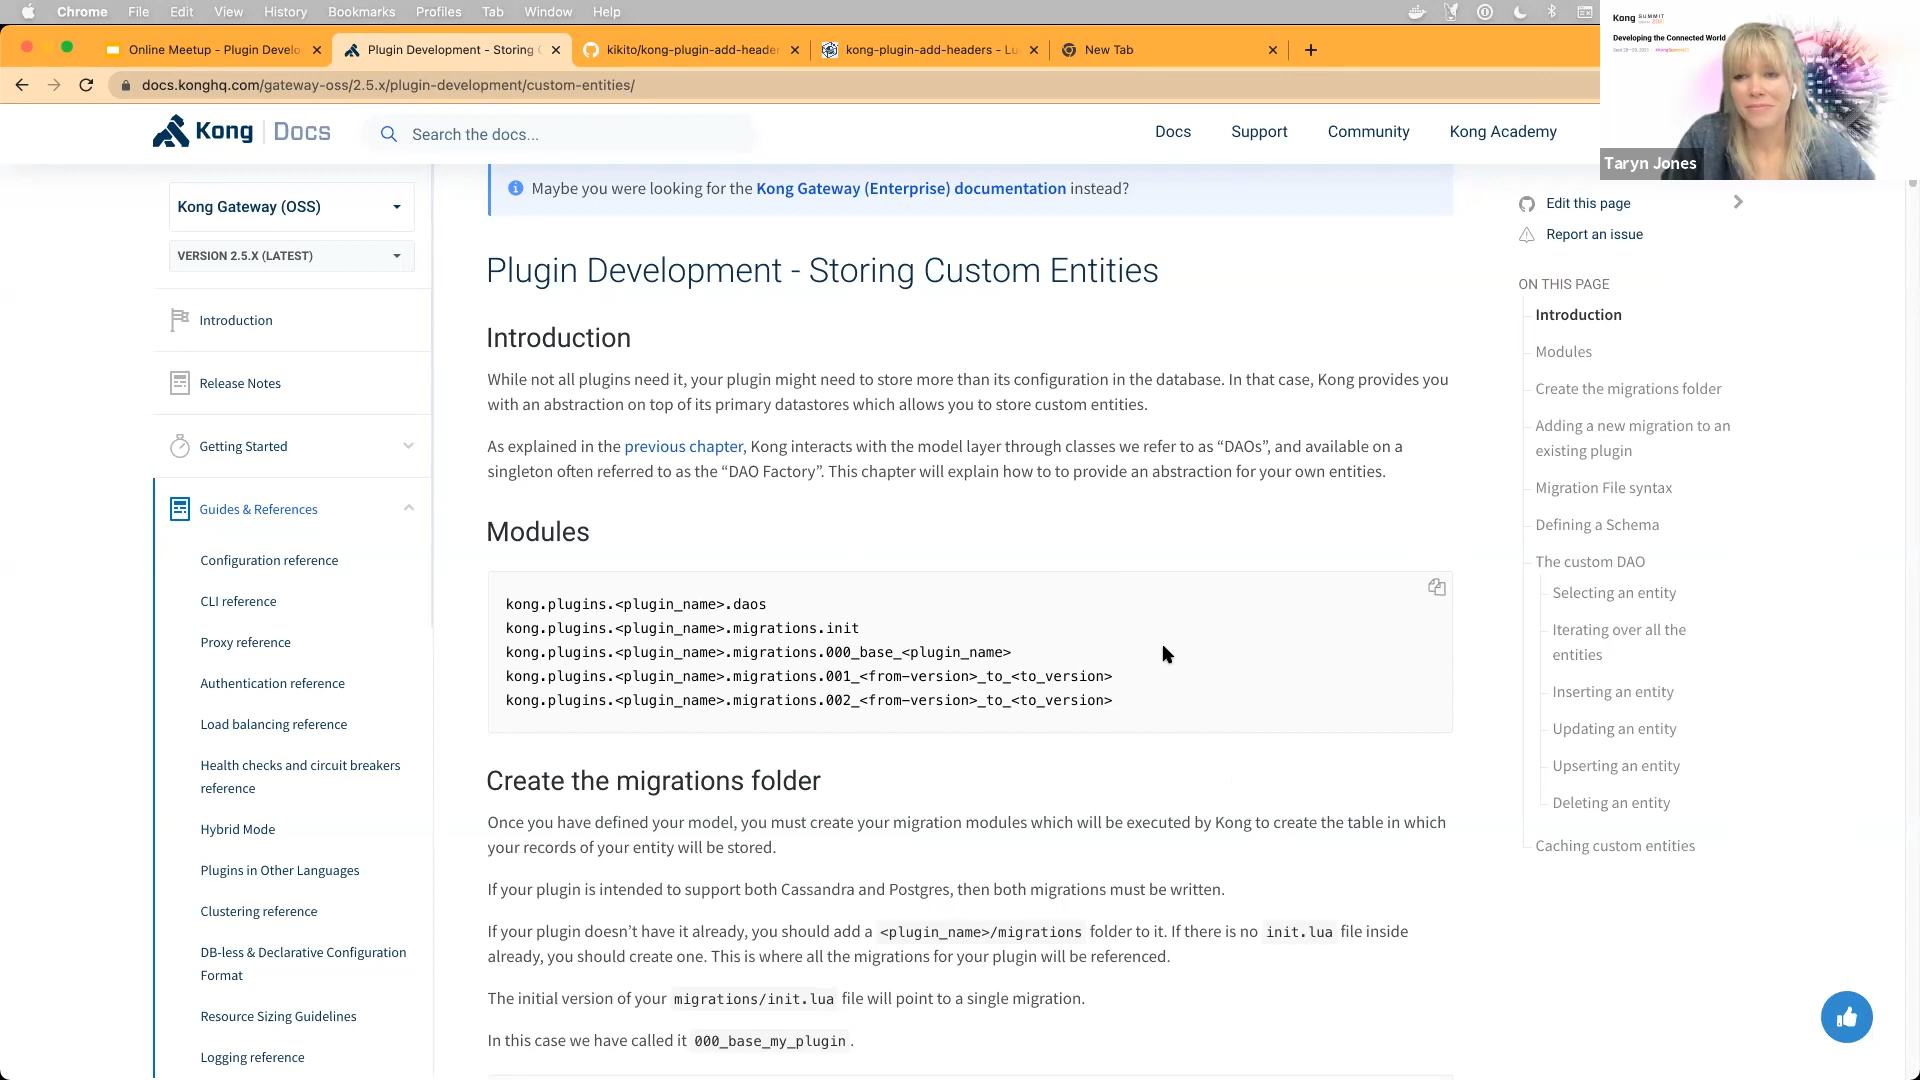 Chrome File Edit View History Bookmarks Profiles Tab Window Help
Online Meetup - Plugin Develo
Plugin Development - Storing
kikito/kong-plugin-add-header
kong-plugin-add-headers - Lu
New Tab
docs.konghq.com/gateway-oss/2.5.x/plugin-development/custom-entities/
Kong SUMMIT
Developing the Connected World
Taryn Jones
Kong Docs
Search the docs...
Docs Support Community Kong Academy
Kong Gateway (OSS)
VERSION 2.5.X (LATEST)
Introduction
Release Notes
Getting Started
Guides & References
Configuration reference
CLI reference
Proxy reference
Authentication reference
Load balancing reference
Health checks and circuit breakers
reference
Hybrid Mode
Plugins in Other Languages
Clustering reference
DB-less & Declarative Configuration
Format
Resource Sizing Guidelines
Logging reference
Maybe you were looking for the Kong Gateway (Enterprise) documentation instead?
Plugin Development - Storing Custom Entities
Introduction
While not all plugins need it, your plugin might need to store more than its configuration in the database. In that case, Kong provides you
with an abstraction on top of its primary datastores which allows you to store custom entities.
As explained in the previous chapter, Kong interacts with the model layer through classes we refer to as “DAOs”, and available on a
singleton often referred to as the “DAO Factory”. This chapter will explain how to to provide an abstraction for your own entities.
Modules
kong.plugins.<plugin_name>.daos
kong.plugins.<plugin_name>.migrations.init
kong.plugins.<plugin_name>.migrations.000_base_<plugin_name>
kong.plugins.<plugin_name>.migrations.001_<from-version>_to_<to_version>
kong.plugins.<plugin_name>.migrations.002_<from-version>_to_<to_version>
Create the migrations folder
Once you have defined your model, you must create your migration modules which will be executed by Kong to create the table in which
your records of your entity will be stored.
If your plugin is intended to support both Cassandra and Postgres, then both migrations must be written.
If your plugin doesn’t have it already, you should add a <plugin_name>/migrations folder to it. If there is no init.lua file inside
already, you should create one. This is where all the migrations for your plugin will be referenced.
The initial version of your migrations/init.lua file will point to a single migration.
In this case we have called it 000_base_my_plugin.
Edit this page
Report an issue
ON THIS PAGE
Introduction
Modules
Create the migrations folder
Adding a new migration to an
existing plugin
Migration File syntax
Defining a Schema
The custom DAO
Selecting an entity
Iterating over all the
entities
Inserting an entity
Updating an entity
Upserting an entity
Deleting an entity
Caching custom entities